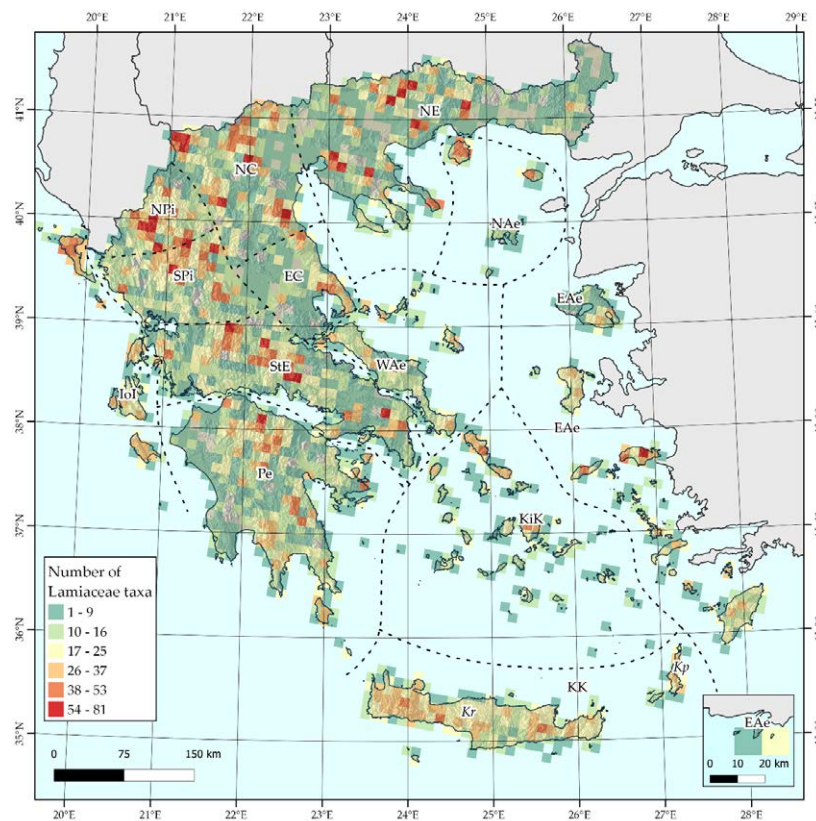 20°E 21°E 22°E 23°E 24°E 25°E 26°E 27°E 28°E 29°E
41°N
NE
NC
40°N
NPi
NAe
SPi
EC
EAe
39°N
WAe
StE
IoI
38°N
EAe
Pe
37°N
KiK
Number of
Lamiaceae taxa
1 - 9
10 - 16
17 - 25
26 - 37
38 - 53
54 - 81
36°N
Kp
KK
Kr
35°N
EAe
0 75 150 km
0 10 20 km
20°E 21°E 22°E 23°E 24°E 25°E 26°E 27°E 28°E